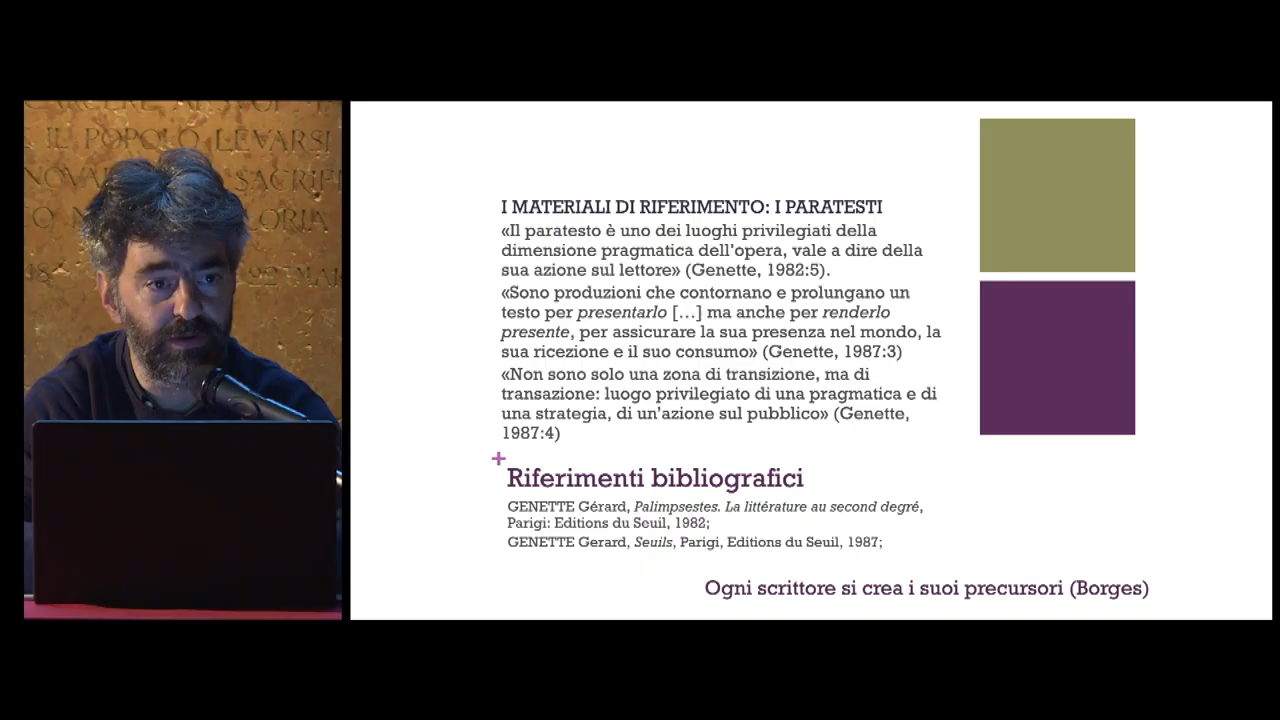 CARCERE
E IL POPOLO LEVARSI
NOVA SACRIFI
LORIA
I MATERIALI DI RIFERIMENTO: I PARATESTI
«Il paratesto è uno dei luoghi privilegiati della
dimensione pragmatica dell'opera, vale a dire della
sua azione sul lettore» (Genette, 1982:5).
«Sono produzioni che contornano e prolungano un
testo per presentarlo […] ma anche per renderlo
presente, per assicurare la sua presenza nel mondo, la
sua ricezione e il suo consumo» (Genette, 1987:3)
«Non sono solo una zona di transizione, ma di
transazione: luogo privilegiato di una pragmatica e di
una strategia, di un'azione sul pubblico» (Genette,
1987:4)
+
Riferimenti bibliografici
GENETTE Gérard, Palimpsestes. La littérature au second degré,
Parigi: Editions du Seuil, 1982;
GENETTE Gerard, Seuils, Parigi, Editions du Seuil, 1987;
Ogni scrittore si crea i suoi precursori (Borges)